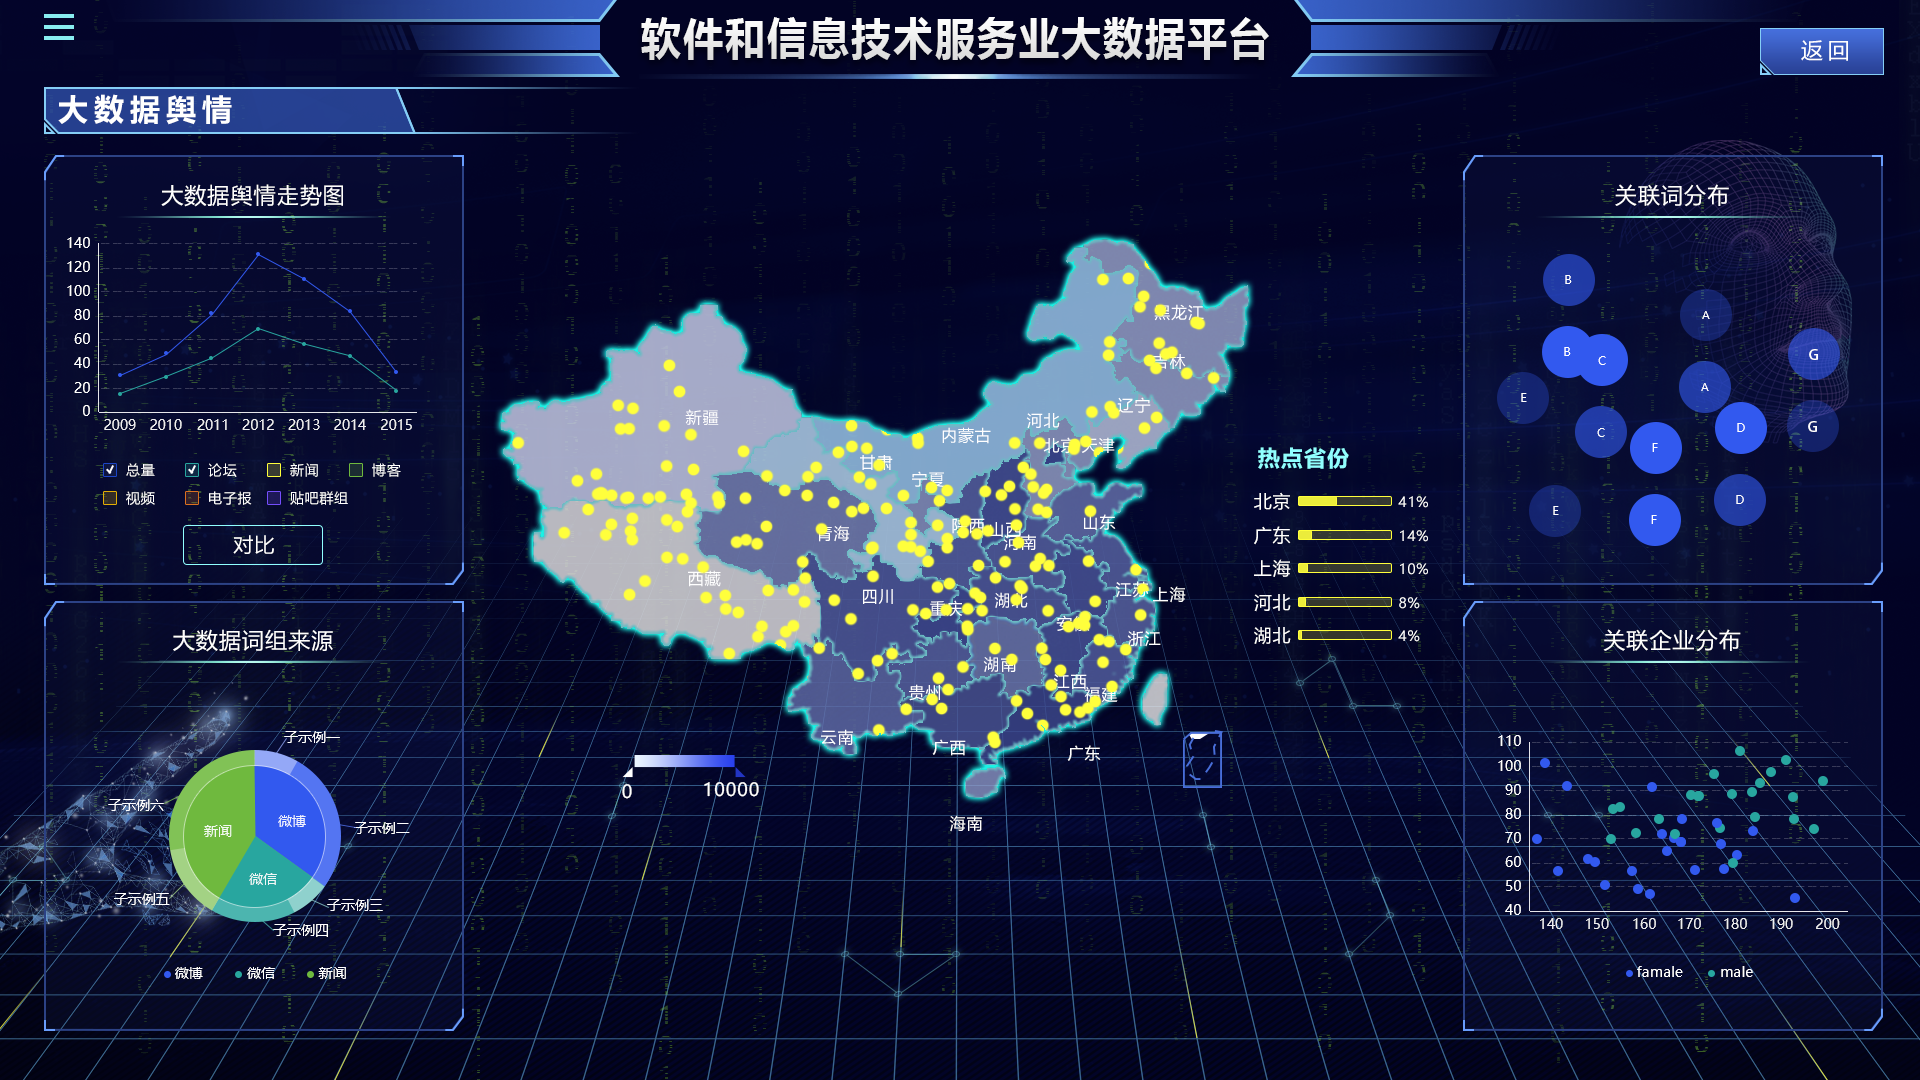 软件和信息技术服务业大数据平台
返回
大数据舆情
大数据舆情走势图
140
120
100
80
60
40
20
0
2009 2010 2011 2012 2013 2014 2015
总量 论坛 新闻 博客
视频 电子报 贴吧群组
对比
大数据词组来源
子示例一
子示例六
微博
新闻
子示例二
微信
子示例五
子示例三
子示例四
微博 微信 新闻
黑龙江
吉林
辽宁
新疆
河北
内蒙古
北京 天津
甘肃
宁夏
山东
陕西 山西
青海
河南
西藏
江苏 上海
四川
湖北
重庆
安徽
浙江
湖南
江西
贵州
福建
云南
广西
广东
海南
0 10000
热点省份
北京 41%
广东 14%
上海 10%
河北 8%
湖北 4%
关联词分布
B
A
B
C
G
A
E
D
G
C
F
D
E
F
关联企业分布
110
100
90
80
70
60
50
40
140 150 160 170 180 190 200
famale male